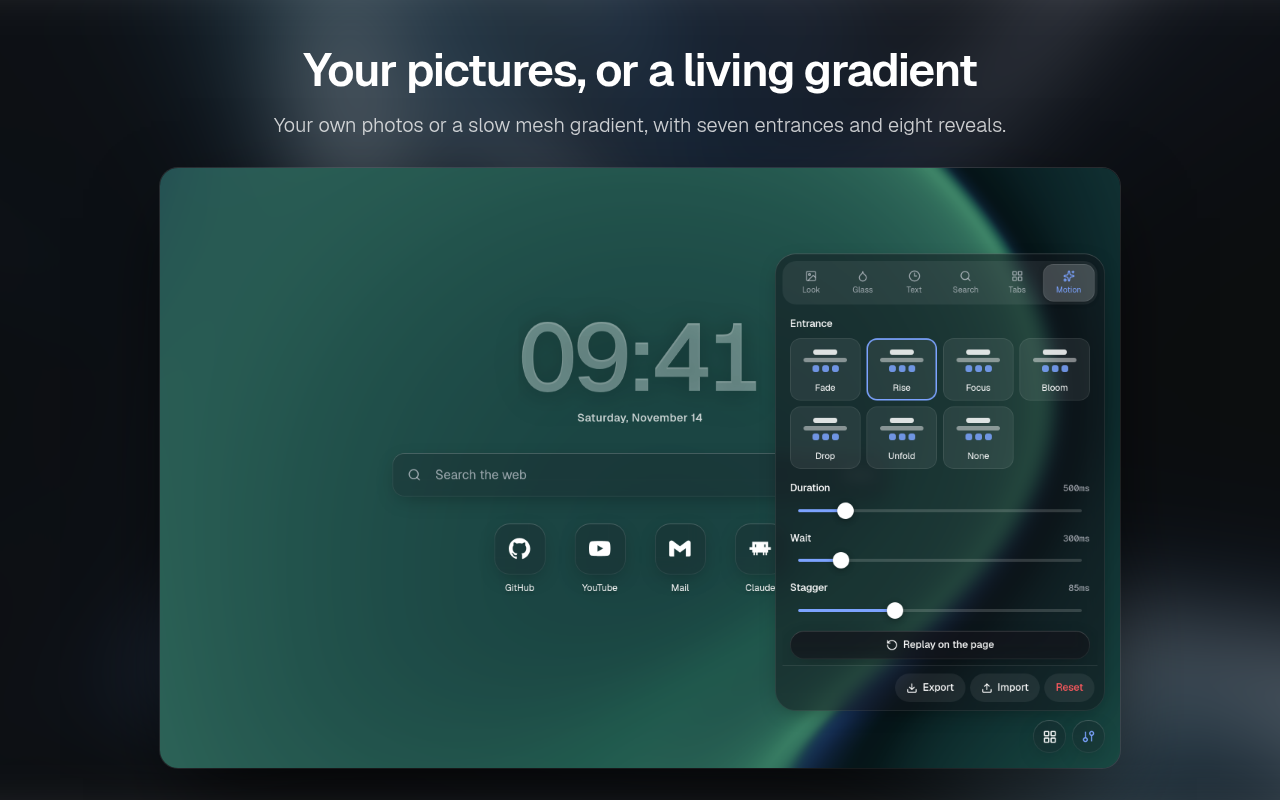 Your pictures, or a living gradient
Your own photos or a slow mesh gradient, with seven entrances and eight reveals.
09:41
Saturday, November 14
Search the web
GitHub YouTube Mail Claude
Look Glass Text Search Tabs Motion
Entrance
Fade Rise Focus Bloom
Drop Unfold None
Duration 500ms
Wait 300ms
Stagger 85ms
Replay on the page
Export Import Reset